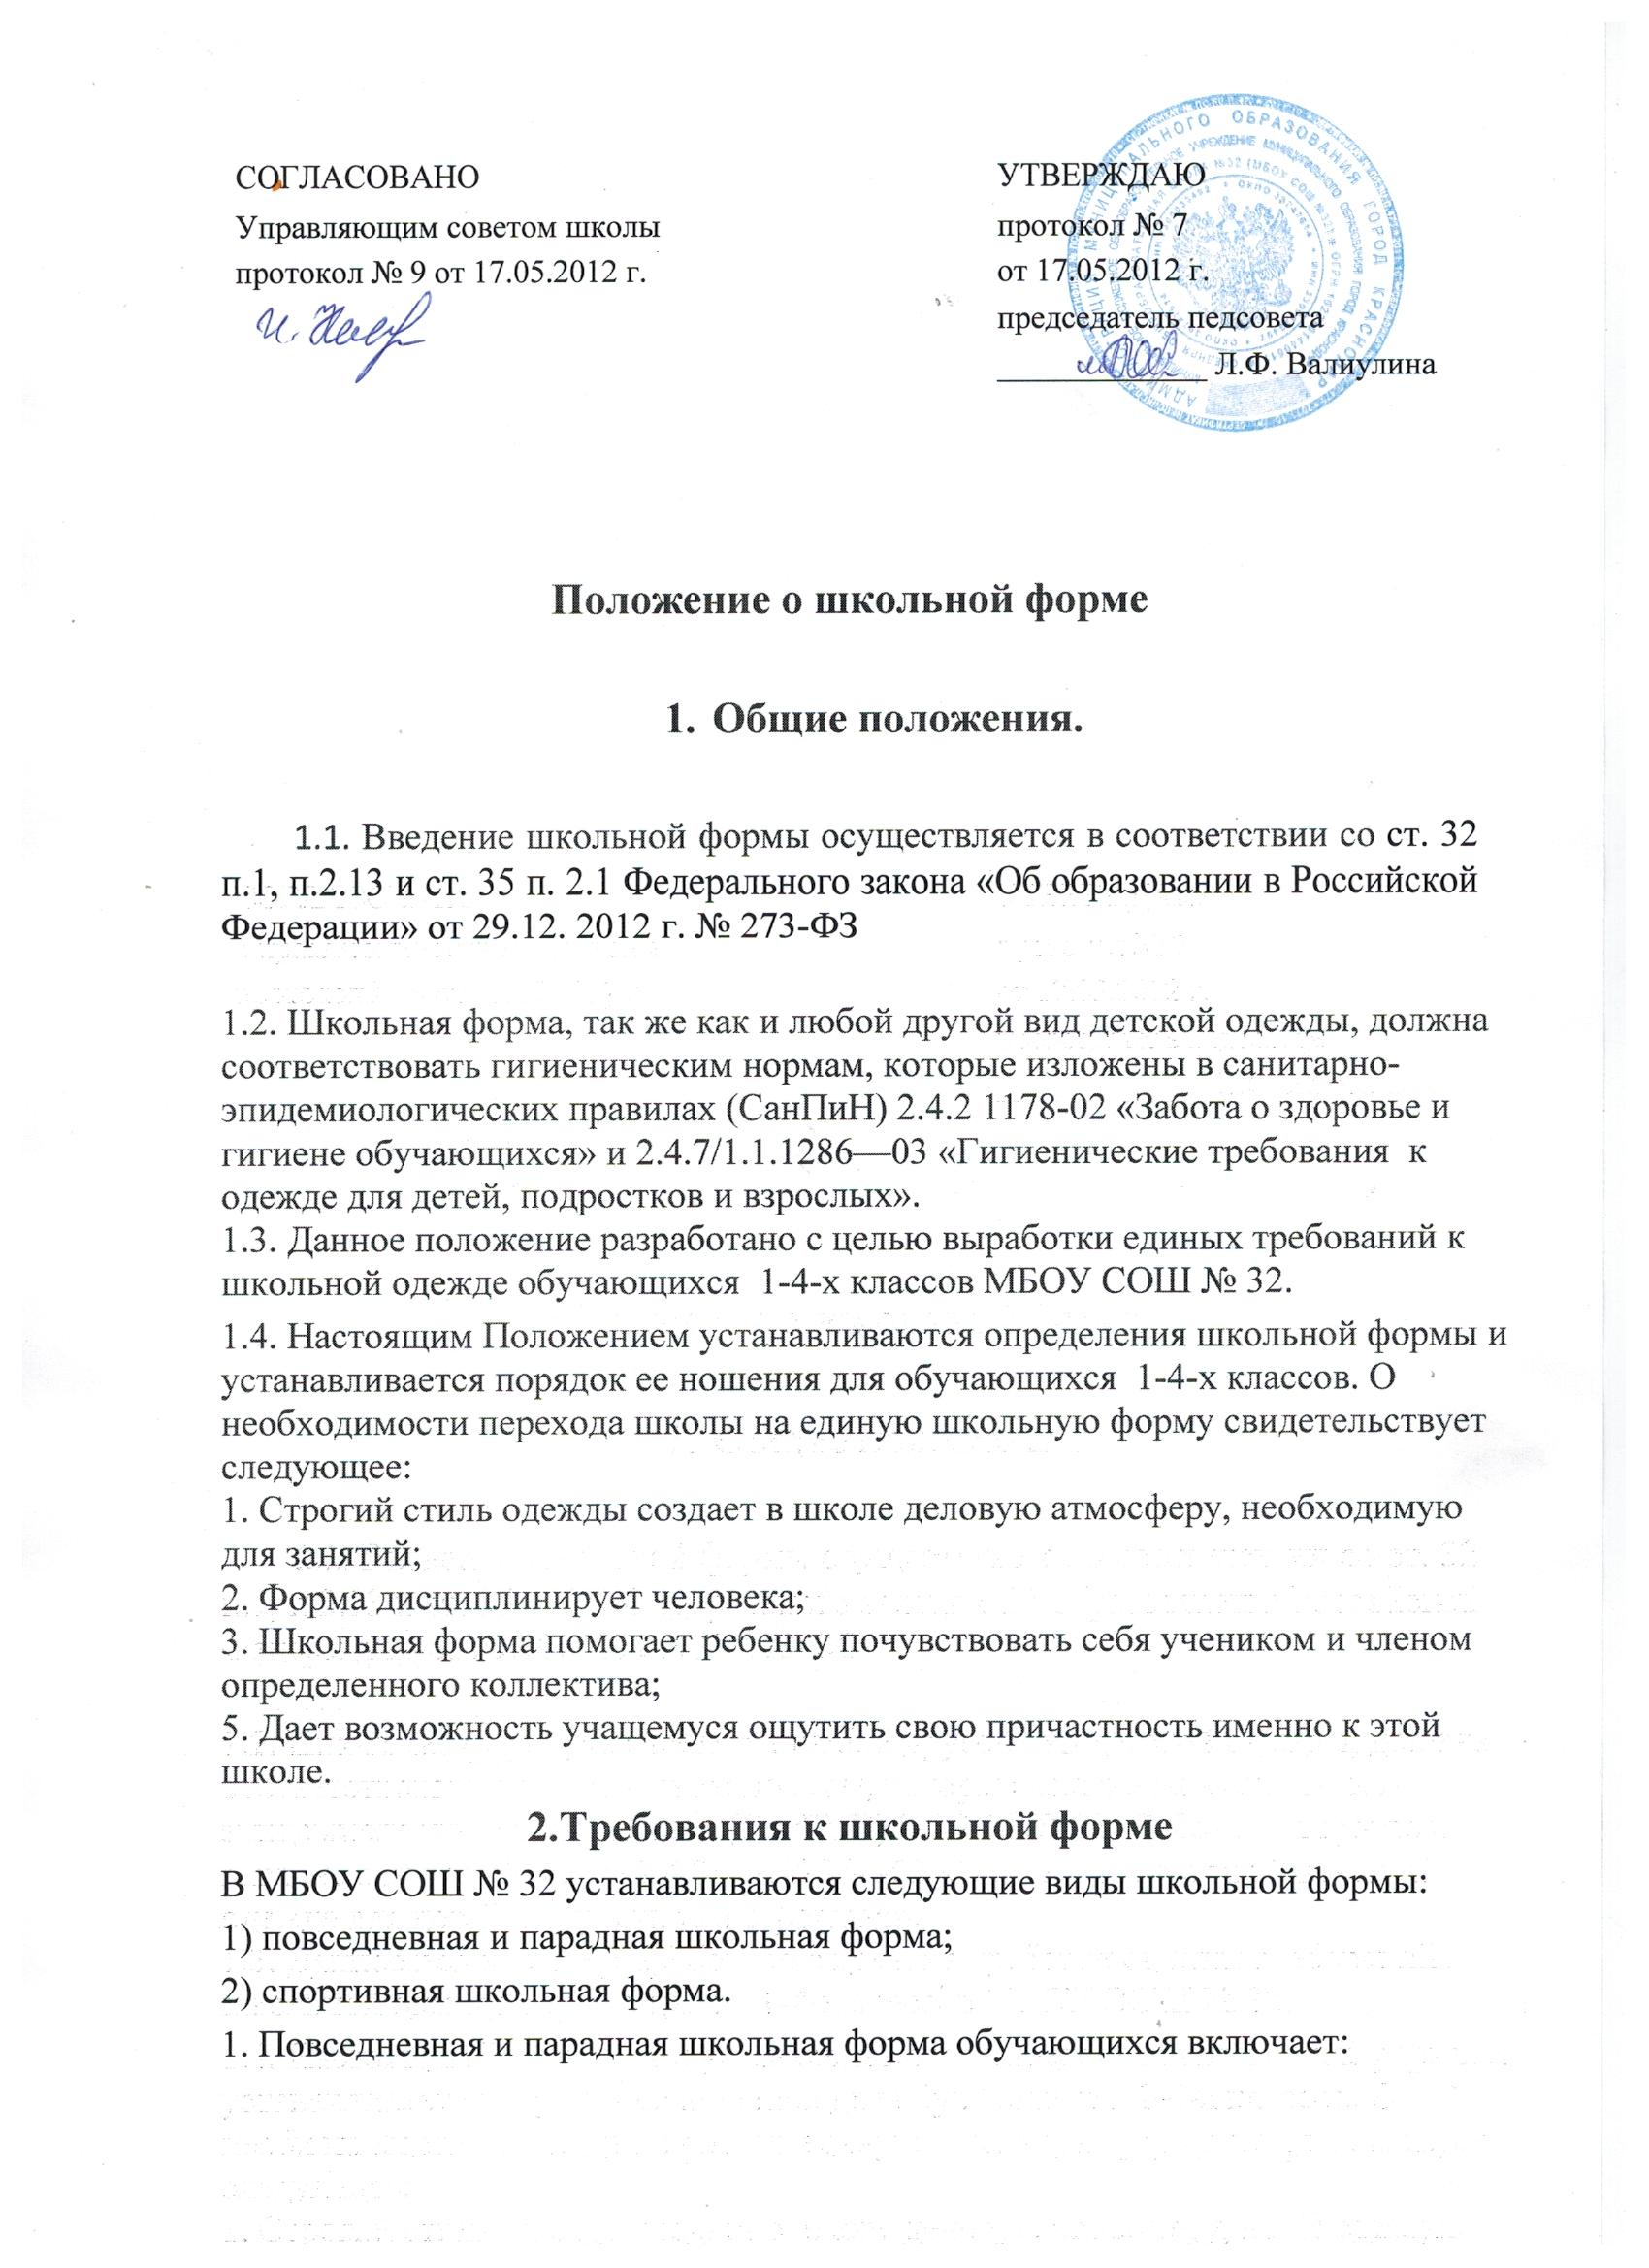 СОГЛАСОВАНО
Управляющим советом школы
протокол № 9 от 17.05.2012 г.
УТВЕРЖДАЮ
протокол № 7
от 17.05.2012 г.
председатель педсовета
Л.Ф. Валиулина
МУНИЦИПАЛЬНОГО ОБРАЗОВАНИЯ ГОРОД КРАСНОДАР
Положение о школьной форме
1. Общие положения.
1.1. Введение школьной формы осуществляется в соответствии со ст. 32
п.1, п.2.13 и ст. 35 п. 2.1 Федерального закона «Об образовании в Российской
Федерации» от 29.12. 2012 г. № 273-ФЗ
1.2. Школьная форма, так же как и любой другой вид детской одежды, должна
соответствовать гигиеническим нормам, которые изложены в санитарно-
эпидемиологических правилах (СанПиН) 2.4.2 1178-02 «Забота о здоровье и
гигиене обучающихся» и 2.4.7/1.1.1286—03 «Гигиенические требования к
одежде для детей, подростков и взрослых».
1.3. Данное положение разработано с целью выработки единых требований к
школьной одежде обучающихся 1-4-х классов МБОУ СОШ № 32.
1.4. Настоящим Положением устанавливаются определения школьной формы и
устанавливается порядок ее ношения для обучающихся 1-4-х классов. О
необходимости перехода школы на единую школьную форму свидетельствует
следующее:
1. Строгий стиль одежды создает в школе деловую атмосферу, необходимую
для занятий;
2. Форма дисциплинирует человека;
3. Школьная форма помогает ребенку почувствовать себя учеником и членом
определенного коллектива;
5. Дает возможность учащемуся ощутить свою причастность именно к этой
школе.
2.Требования к школьной форме
В МБОУ СОШ № 32 устанавливаются следующие виды школьной формы:
1) повседневная и парадная школьная форма;
2) спортивная школьная форма.
1. Повседневная и парадная школьная форма обучающихся включает: